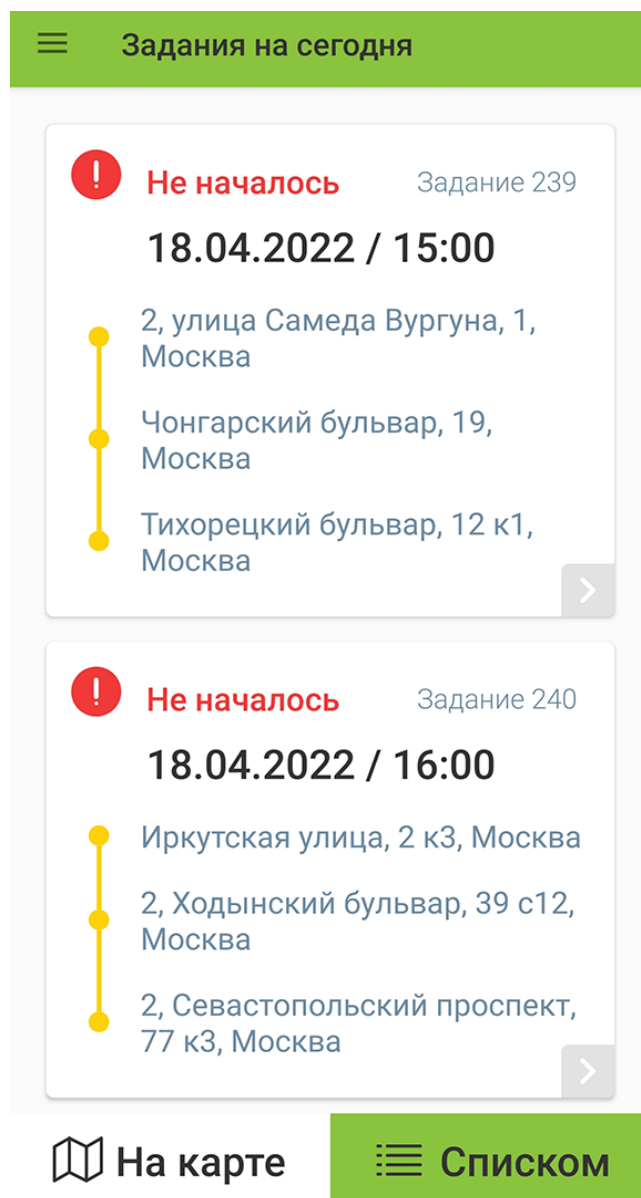 Задания на сегодня
Не началось Задание 239
18.04.2022 / 15:00
2, улица Самеда Вургуна, 1,
Москва
Чонгарский бульвар, 19,
Москва
Тихорецкий бульвар, 12 к1,
Москва
Не началось Задание 240
18.04.2022 / 16:00
Иркутская улица, 2 к3, Москва
2, Ходынский бульвар, 39 с12,
Москва
2, Севастопольский проспект,
77 к3, Москва
На карте Списком